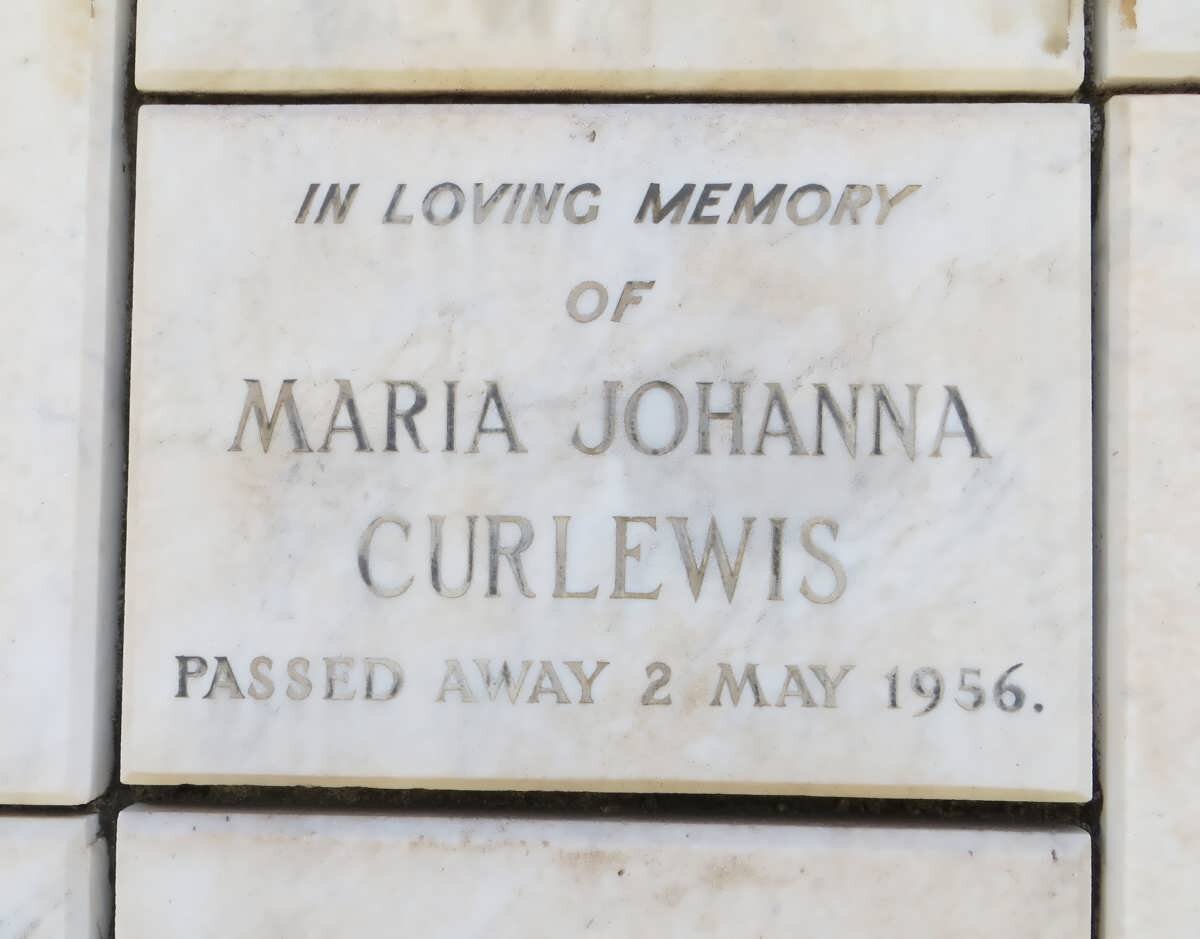 IN LOVING MEMORY
OF
MARIA JOHANNA
CURLEWIS
PASSED AWAY 2 MAY 1956.